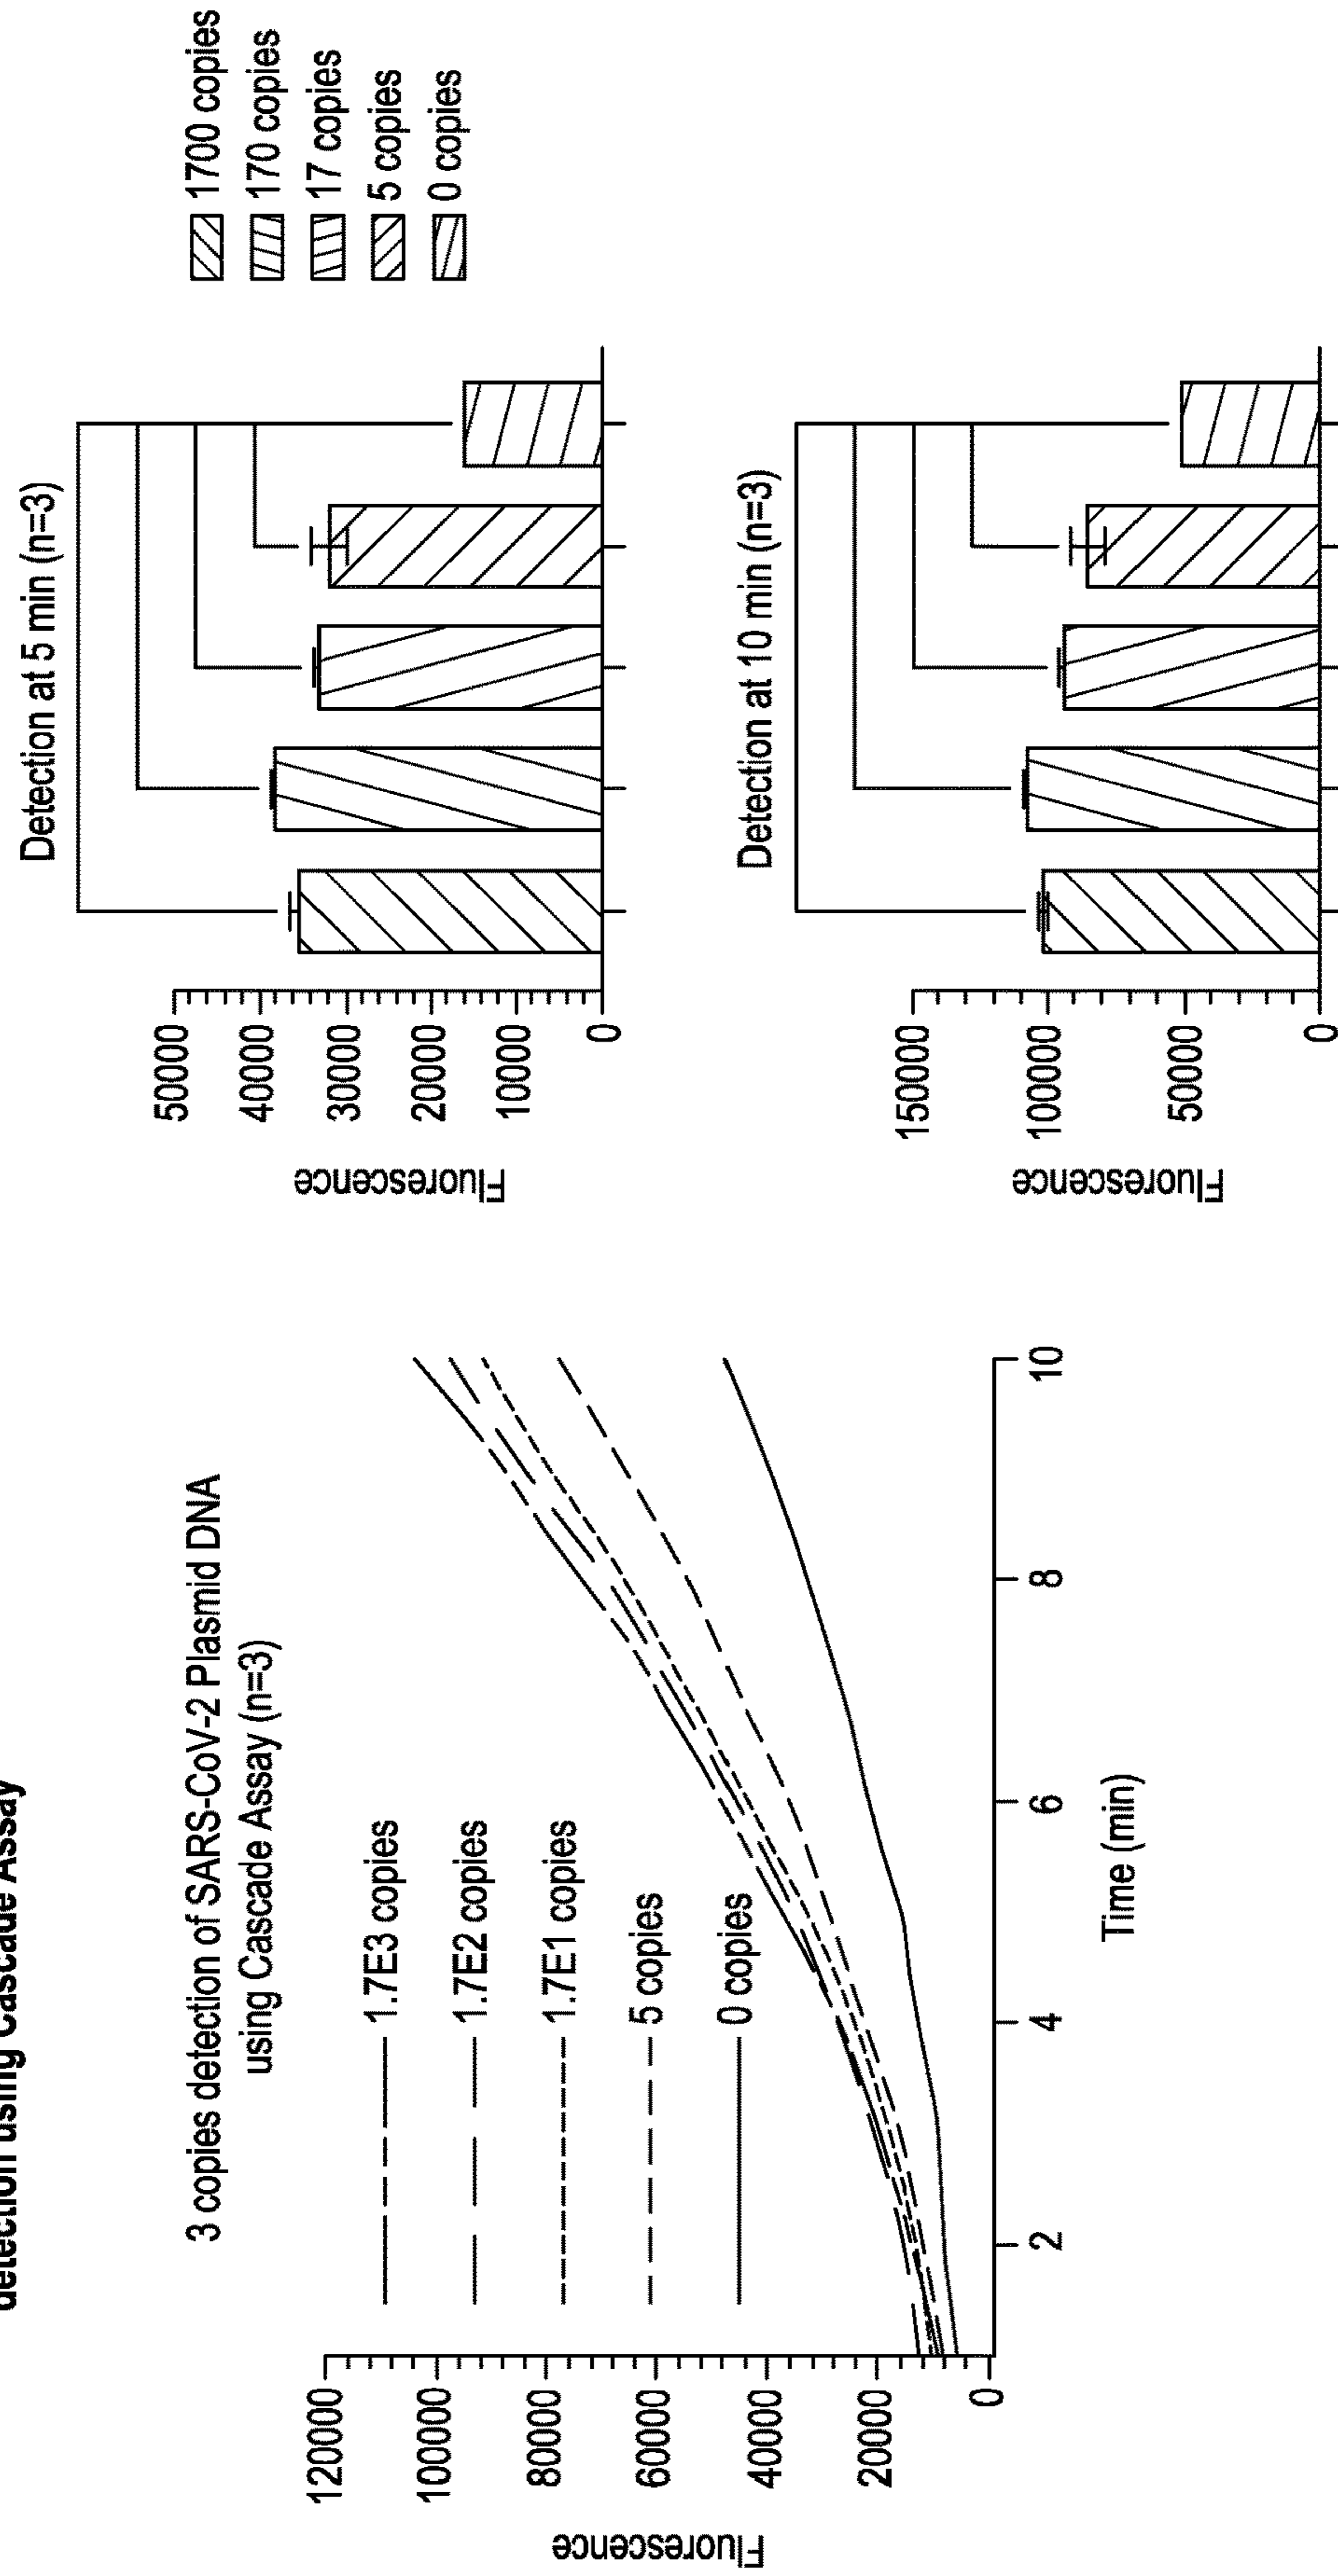 detection using Cascade Assay
3 copies detection of SARS-CoV-2 Plasmid DNA
using Cascade Assay (n=3)
1.7E3 copies
1.7E2 copies
1.7E1 copies
5 copies
0 copies
Fluorescence
120000
100000
80000
60000
40000
20000
0
2
4
6
8
10
Time (min)
Detection at 5 min (n=3)
Fluorescence
50000
40000
30000
20000
10000
0
1700 copies
170 copies
17 copies
5 copies
0 copies
Detection at 10 min (n=3)
Fluorescence
150000
100000
50000
0